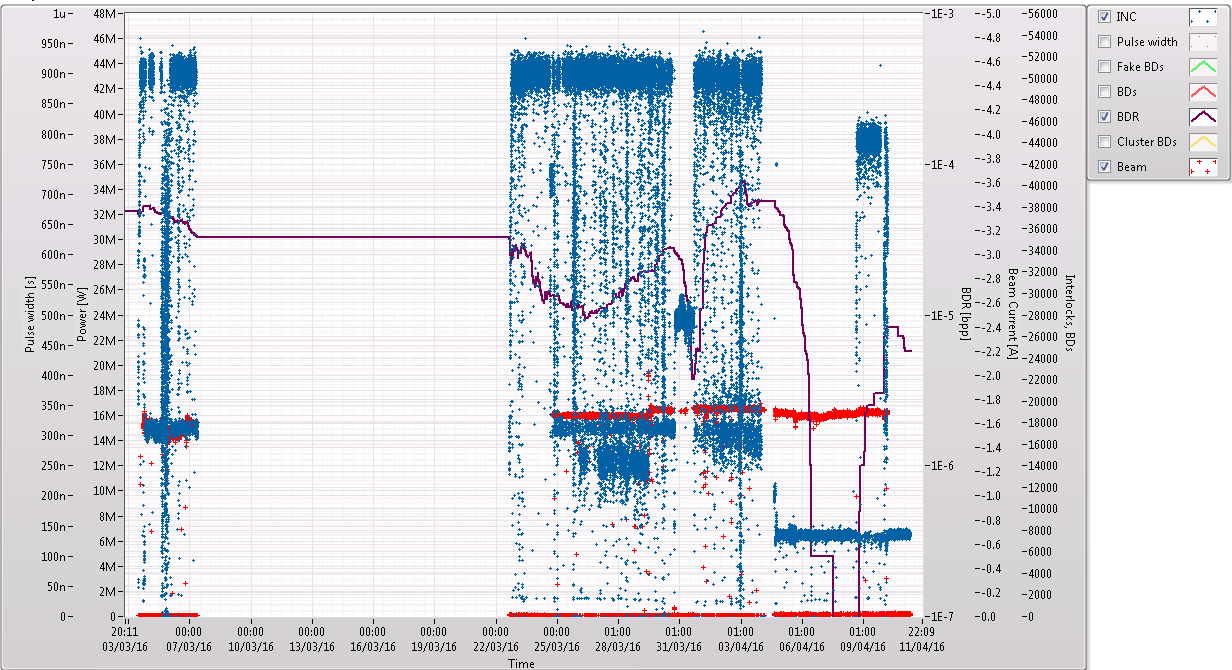 1u
950n
900n
850n
800n
750n
700n
650n
600n
550n
500n
450n
400n
350n
300n
250n
200n
150n
100n
50n
0
Pulse width [s]
48M
46M
44M
42M
40M
38M
36M
34M
32M
30M
28M
26M
24M
22M
20M
18M
16M
14M
12M
10M
8M
6M
4M
2M
0
Power [W]
1E-3
1E-4
1E-5
1E-6
1E-7
BDR [bpp]
-5.0
-4.8
-4.6
-4.4
-4.2
-4.0
-3.8
-3.6
-3.4
-3.2
-3.0
-2.8
-2.6
-2.4
-2.2
-2.0
-1.8
-1.6
-1.4
-1.2
-1.0
-0.8
-0.6
-0.4
-0.2
-0.0
Beam Current [A]
56000
54000
52000
50000
48000
46000
44000
42000
40000
38000
36000
34000
32000
30000
28000
26000
24000
22000
20000
18000
16000
14000
12000
10000
8000
6000
4000
2000
0
Interlocks, BDs
20:11 00:00 00:00 00:00 00:00 00:00 00:00 00:00 01:00 01:00 01:00 01:00 01:00 22:09
03/03/16 07/03/16 10/03/16 13/03/16 16/03/16 19/03/16 22/03/16 25/03/16 28/03/16 31/03/16 03/04/16 06/04/16 09/04/16 11/04/16
Time
INC
Pulse width
Fake BDs
BDs
BDR
Cluster BDs
Beam